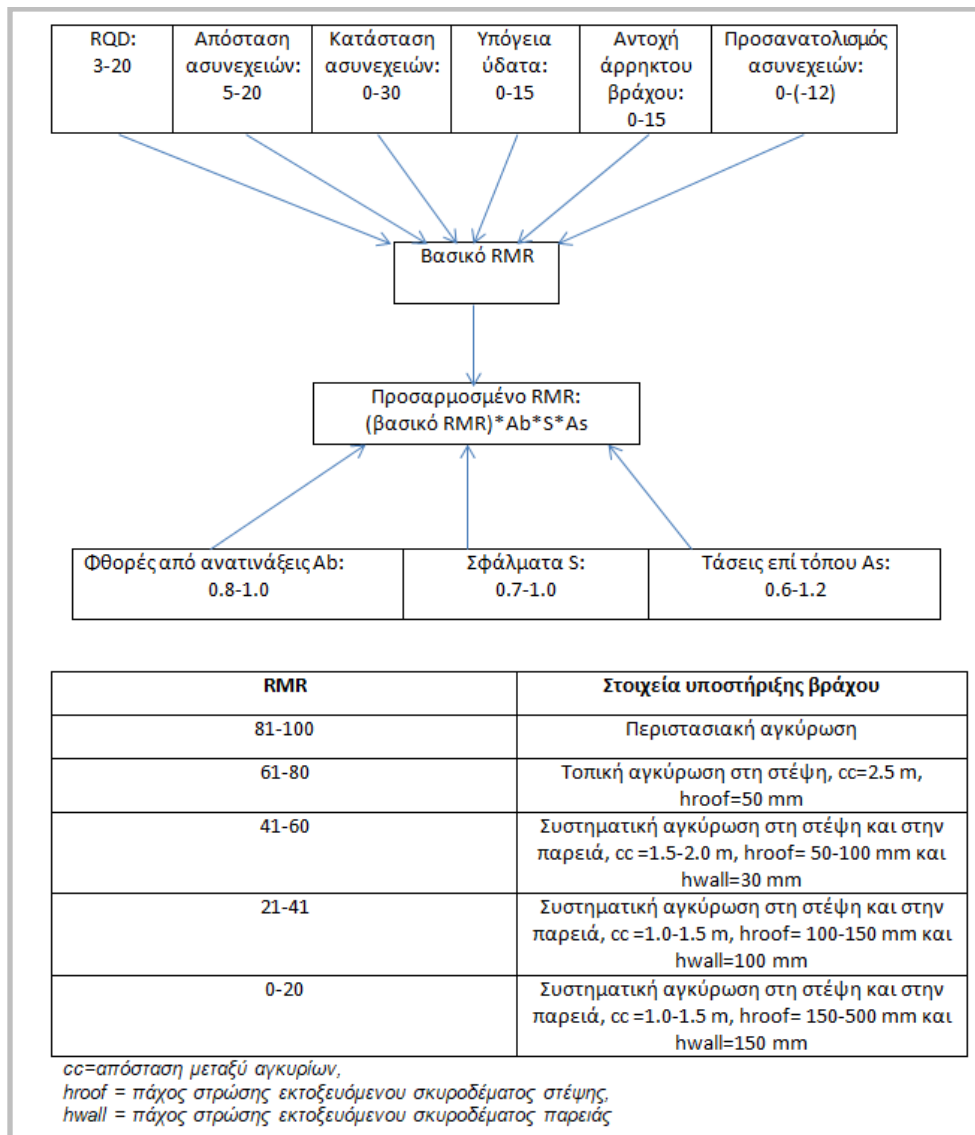 RQD:
3-20
Απόσταση
ασυνεχειών:
5-20
Κατάσταση
ασυνεχειών:
0-30
Υπόγεια
ύδατα:
0-15
Αντοχή
άρρηκτου
βράχου:
0-15
Προσανατολισμός
ασυνεχειών:
0-(-12)
Βασικό RMR
Προσαρμοσμένο RMR:
(βασικό RMR)*Ab*S*As
Φθορές από ανατινάξεις Ab:
0.8-1.0
Σφάλματα S:
0.7-1.0
Τάσεις επί τόπου As:
0.6-1.2
RMR
Στοιχεία υποστήριξης βράχου
81-100
Περιστασιακή αγκύρωση
61-80
Τοπική αγκύρωση στη στέψη, cc=2.5 m,
hroof=50 mm
41-60
Συστηματική αγκύρωση στη στέψη και στην
παρειά, cc =1.5-2.0 m, hroof= 50-100 mm και
hwall=30 mm
21-41
Συστηματική αγκύρωση στη στέψη και στην
παρειά, cc =1.0-1.5 m, hroof= 100-150 mm και
hwall=100 mm
0-20
Συστηματική αγκύρωση στη στέψη και στην
παρειά, cc =1.0-1.5 m, hroof= 150-500 mm και
hwall=150 mm
cc=απόσταση μεταξύ αγκυρίων,
hroof = πάχος στρώσης εκτοξευόμενου σκυροδέματος στέψης,
hwall = πάχος στρώσης εκτοξευόμενου σκυροδέματος παρειάς